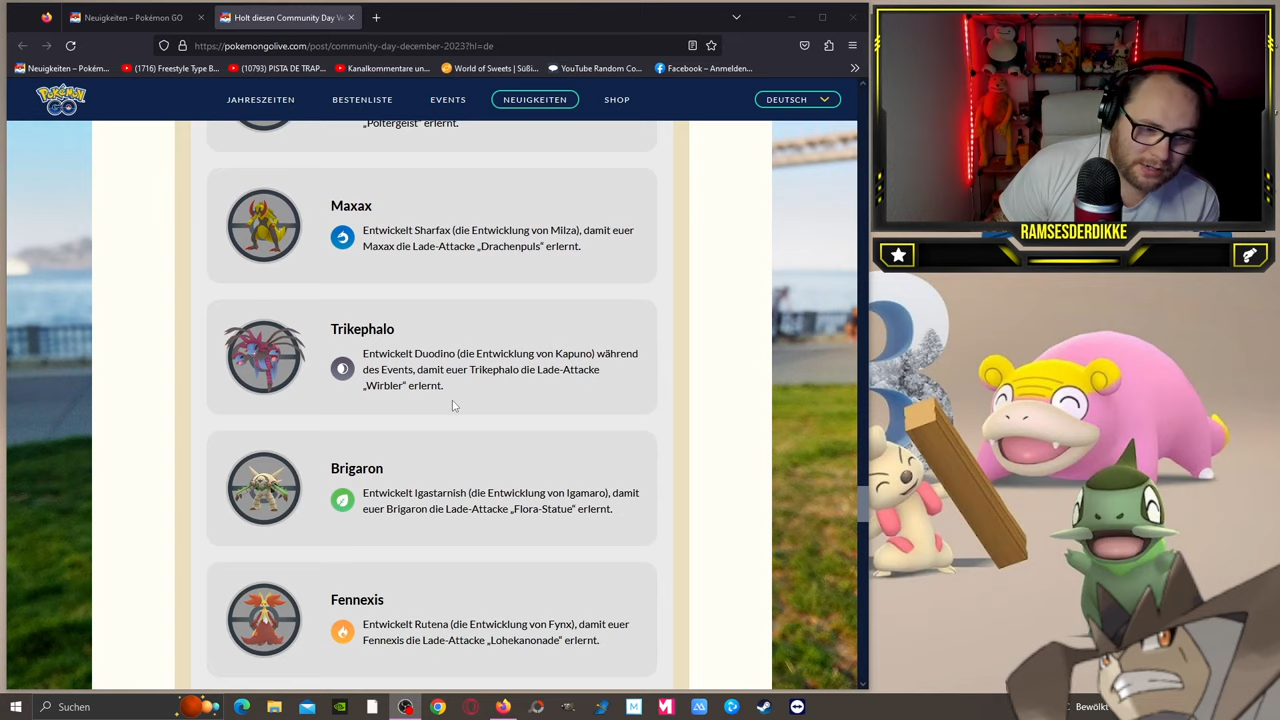 Neuigkeiten – Pokémon GO
Holt diesen Community Day Ve
https://pokemongolive.com/post/community-day-december-2023?hl=de
Neuigkeiten – Pokém...
(1716) Freestyle Type B...
(10793) PISTA DE TRAP...
Kanalkommentare un...
World of Sweets | Süßi...
YouTube Random Co...
Facebook – Anmelden...
POKÉMON GO
JAHRESZEITEN
BESTENLISTE
EVENTS
NEUIGKEITEN
SHOP
DEUTSCH
„Poltergeist“ erlernt.
Maxax
Entwickelt Sharfax (die Entwicklung von Milza), damit euer
Maxax die Lade-Attacke „Drachenpuls“ erlernt.
Trikephalo
Entwickelt Duodino (die Entwicklung von Kapuno) während
des Events, damit euer Trikephalo die Lade-Attacke
„Wirbler“ erlernt.
Brigaron
Entwickelt Igastarnish (die Entwicklung von Igamaro), damit
euer Brigaron die Lade-Attacke „Flora-Statue“ erlernt.
Fennexis
Entwickelt Rutena (die Entwicklung von Fynx), damit euer
Fennexis die Lade-Attacke „Lohekanonade“ erlernt.
RAMSESDERDIKKE
Suchen
Bewölkt